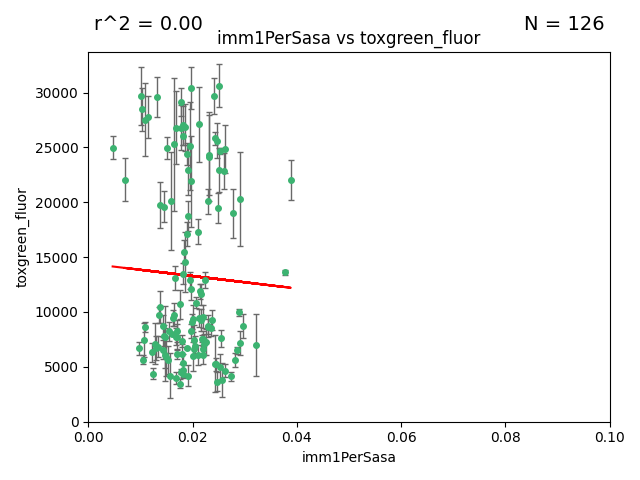 r^2 = 0.00
N = 126
imm1PerSasa vs toxgreen_fluor
toxgreen_fluor
30000
25000
20000
15000
10000
5000
0
0.00 0.02 0.04 0.06 0.08 0.10
imm1PerSasa